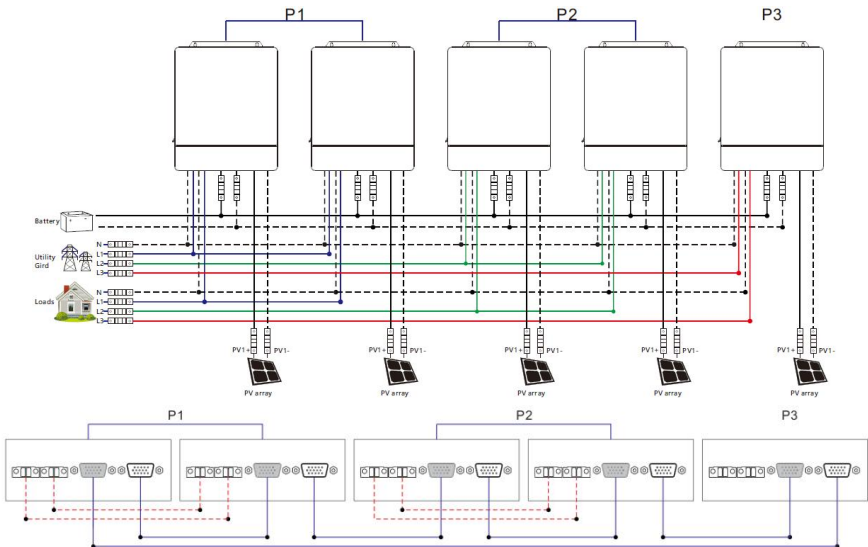 P1 P2 P3
Battery
Utility
Gird
N
L1
L2
L3
Loads
N
L1
L2
L3
PV1+ PV1- PV1+ PV1- PV1+ PV1- PV1+ PV1- PV1+ PV1-
PV array PV array PV array PV array PV array
P1 P2 P3